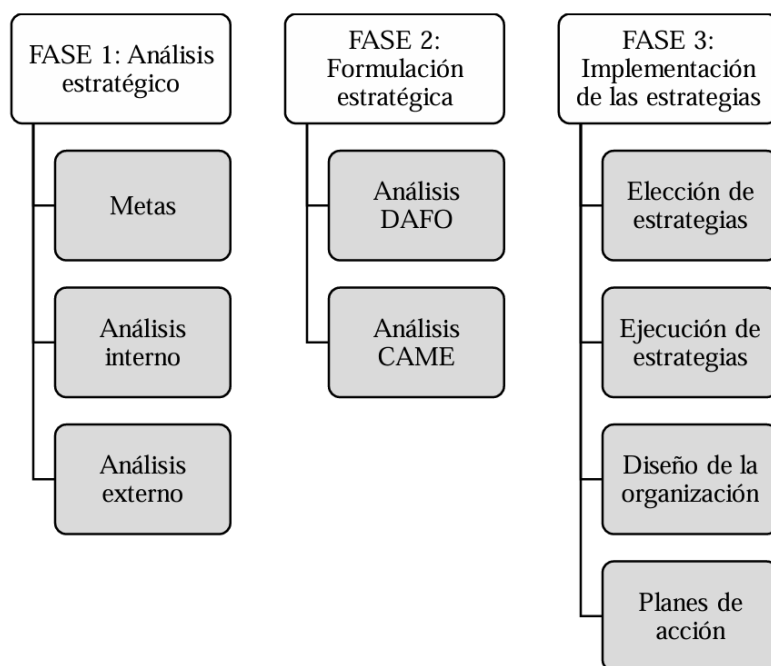 FASE 1: Análisis
estratégico
Metas
Análisis
interno
Análisis
externo
FASE 2:
Formulación
estratégica
Análisis
DAFO
Análisis
CAME
FASE 3:
Implementación
de las estrategias
Elección de
estrategias
Ejecución de
estrategias
Diseño de la
organización
Planes de
acción